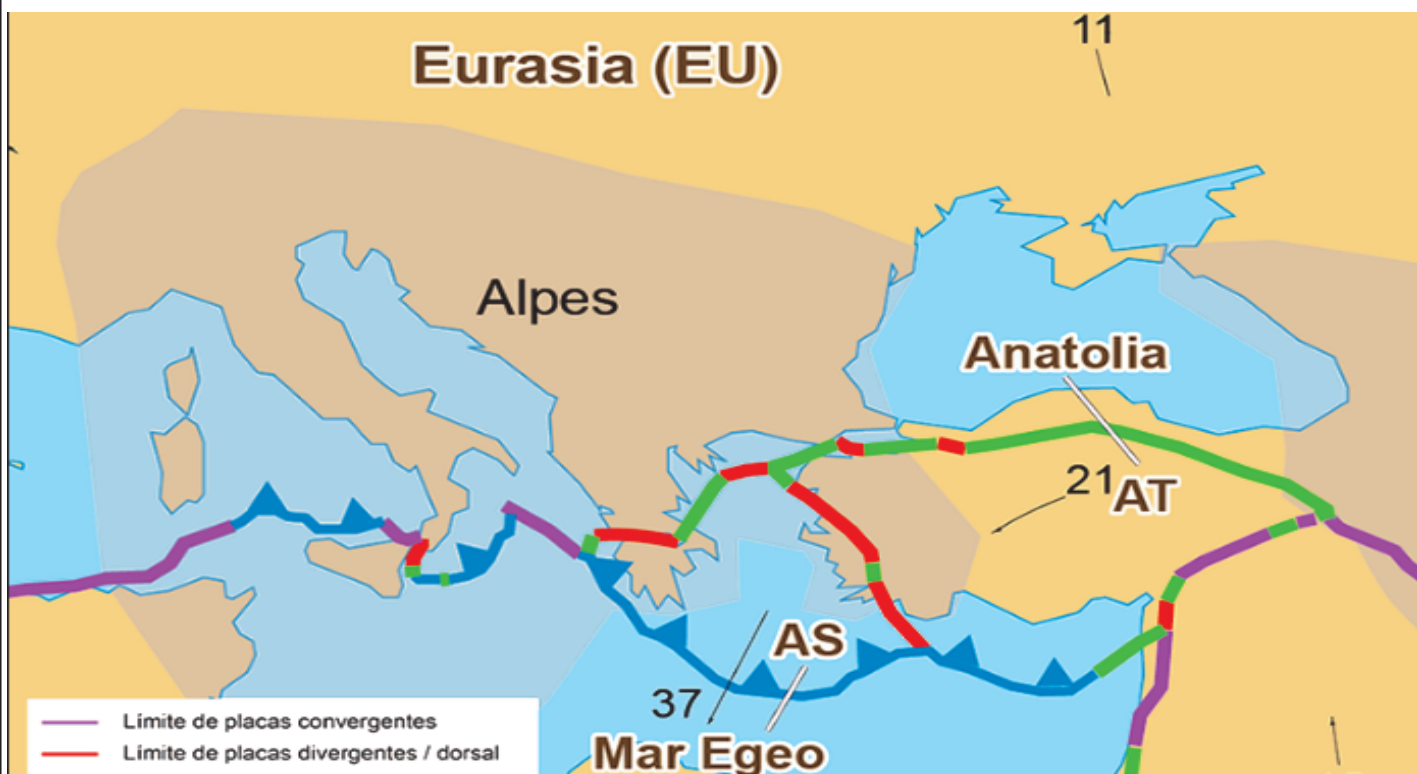 11
Eurasia (EU)
Alpes
Anatolia
21
AT
AS
37
Mar Egeo
Límite de placas convergentes
Límite de placas divergentes / dorsal